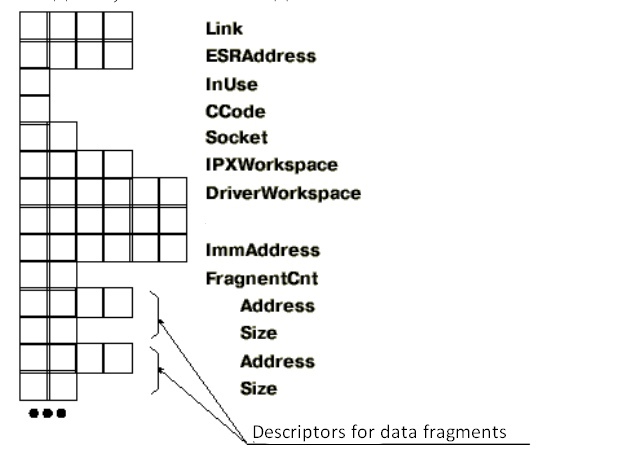 Link
ESRAddress
InUse
CCode
Socket
IPXWorkspace
DriverWorkspace
ImmAddress
FragnentCnt
Address
Size
Address
Size
Descriptors for data fragments